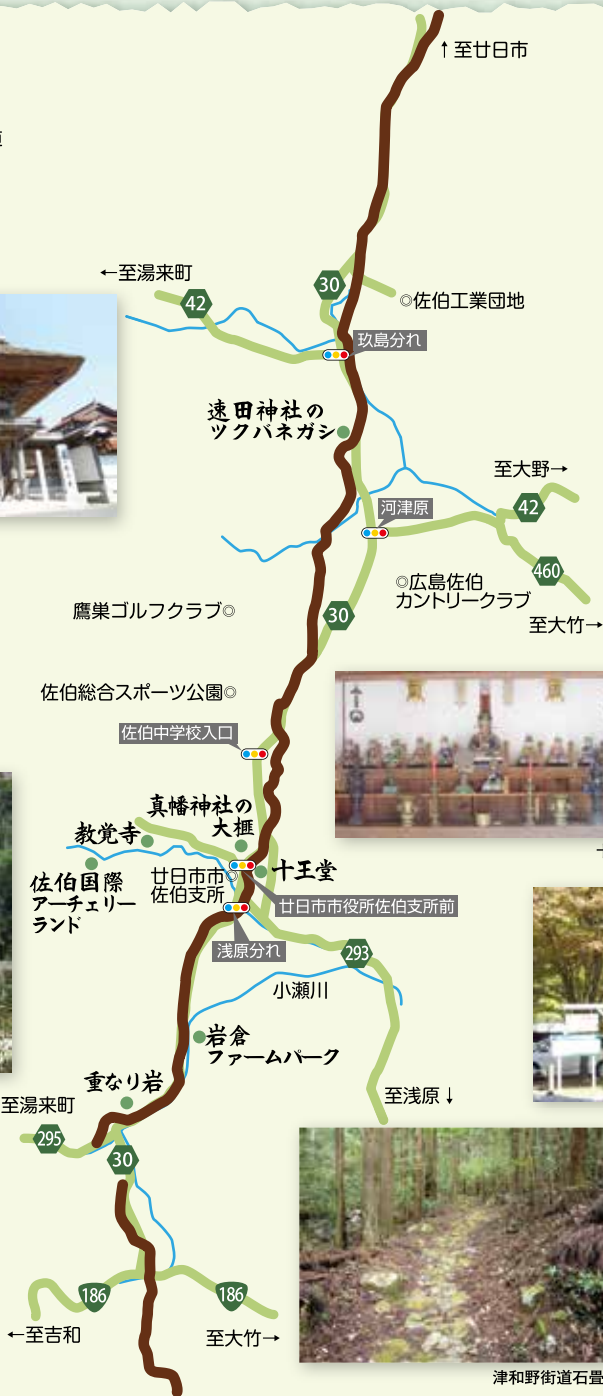 ↑至廿日市
←至湯来町
42
30
◎佐伯工業団地
玖島分れ
速田神社の
ツクバネガシ
至大野→
42
河津原
460
◎広島佐伯
カントリークラブ
至大竹→
鷹巣ゴルフクラブ◎
30
佐伯総合スポーツ公園◎
佐伯中学校入口
真幡神社の
大榧
教覚寺
佐伯国際
アーチェリー
ランド
廿日市市◎
佐伯支所
十王堂
廿日市市役所佐伯支所前
浅原分れ
293
小瀬川
岩倉
ファームパーク
重なり岩
至浅原↓
至湯来町
295
30
186
186
←至吉和
至大竹→
津和野街道石畳